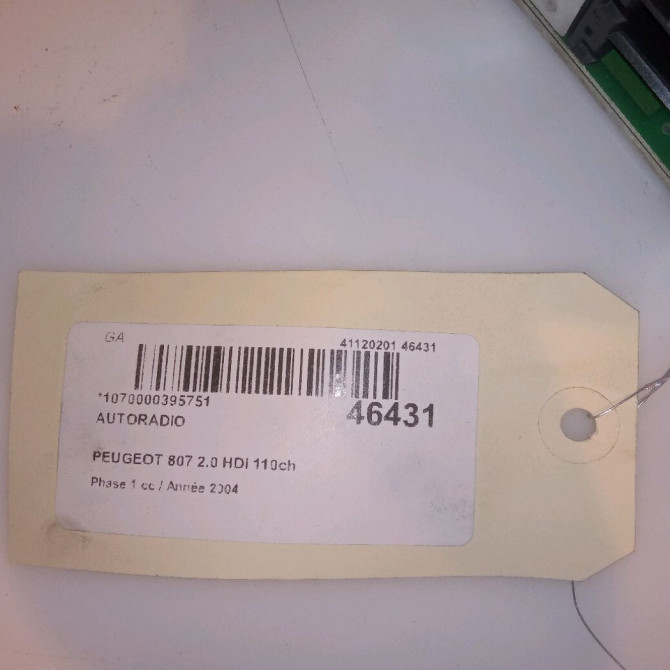 GA
41120201 46431
*1070000395751
46431
AUTORADIO
PEUGEOT 807 2.0 HDI 110ch
Phase 1 cc / Année 2004